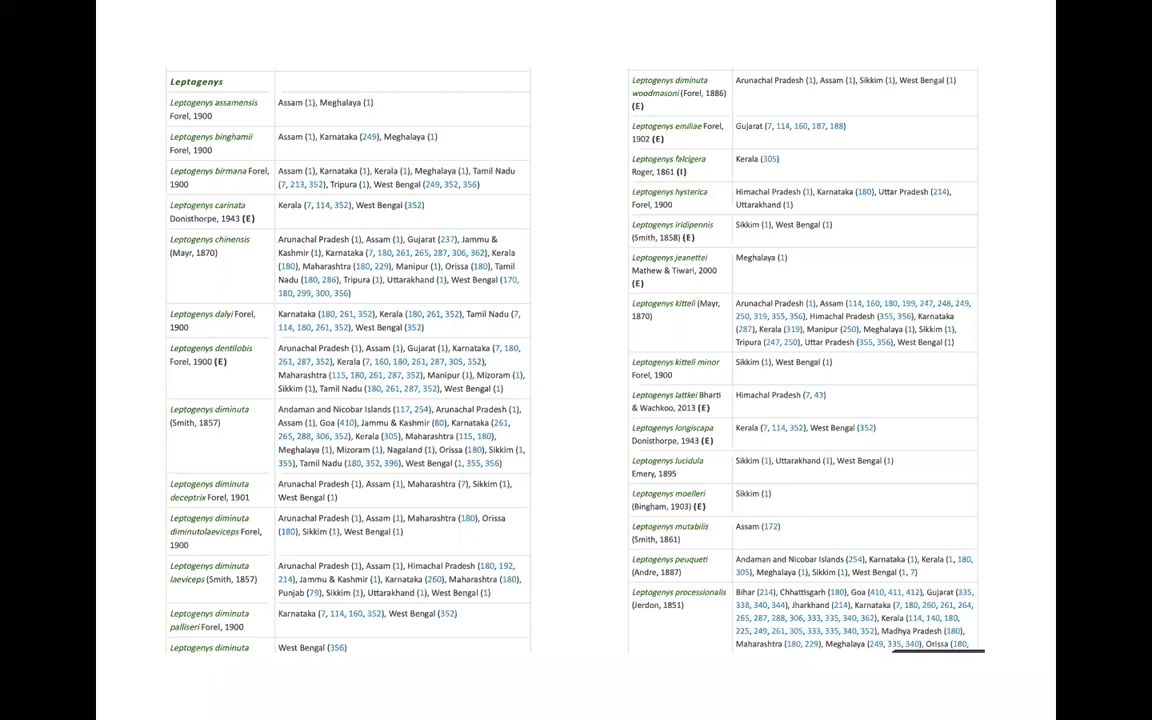 Leptogenys
Leptogenys assamensis
Forel, 1900
Assam (1), Meghalaya (1)
Leptogenys binghamii
Forel, 1900
Assam (1), Karnataka (249), Meghalaya (1)
Leptogenys birmana Forel,
1900
Assam (1), Karnataka (1), Kerala (1), Meghalaya (1), Tamil Nadu
(7, 213, 352), Tripura (1), West Bengal (249, 352, 356)
Leptogenys carinata
Donisthorpe, 1943 (E)
Kerala (7, 114, 352), West Bengal (352)
Leptogenys chinensis
(Mayr, 1870)
Arunachal Pradesh (1), Assam (1), Gujarat (237), Jammu &
Kashmir (1), Karnataka (7, 180, 261, 265, 287, 306, 362), Kerala
(180), Maharashtra (180, 229), Manipur (1), Orissa (180), Tamil
Nadu (180, 286), Tripura (1), Uttarakhand (1), West Bengal (170,
180, 299, 300, 356)
Leptogenys dalyi Forel,
1900
Karnataka (180, 261, 352), Kerala (180, 261, 352), Tamil Nadu (7,
114, 180, 261, 352), West Bengal (352)
Leptogenys dentilobis
Forel, 1900 (E)
Arunachal Pradesh (1), Assam (1), Gujarat (1), Karnataka (7, 180,
261, 287, 352), Kerala (7, 160, 180, 261, 287, 305, 352),
Maharashtra (115, 180, 261, 287, 352), Manipur (1), Mizoram (1),
Sikkim (1), Tamil Nadu (180, 261, 287, 352), West Bengal (1)
Leptogenys diminuta
(Smith, 1857)
Andaman and Nicobar Islands (117, 254), Arunachal Pradesh (1),
Assam (1), Goa (410), Jammu & Kashmir (80), Karnataka (261,
265, 288, 306, 352), Kerala (305), Maharashtra (115, 180),
Meghalaya (1), Mizoram (1), Nagaland (1), Orissa (180), Sikkim (1,
355), Tamil Nadu (180, 352, 396), West Bengal (1, 355, 356)
Leptogenys diminuta
deceptrix Forel, 1901
Arunachal Pradesh (1), Assam (1), Maharashtra (7), Sikkim (1),
West Bengal (1)
Leptogenys diminuta
diminutolaeviceps Forel,
1900
Arunachal Pradesh (1), Assam (1), Maharashtra (180), Orissa
(180), Sikkim (1), West Bengal (1)
Leptogenys diminuta
laeviceps (Smith, 1857)
Arunachal Pradesh (1), Assam (1), Himachal Pradesh (180, 192,
214), Jammu & Kashmir (1), Karnataka (260), Maharashtra (180),
Punjab (79), Sikkim (1), Uttarakhand (1), West Bengal (1)
Leptogenys diminuta
palliseri Forel, 1900
Karnataka (7, 114, 160, 352), West Bengal (352)
Leptogenys diminuta
West Bengal (356)
Leptogenys diminuta
woodmasoni (Forel, 1886)
(E)
Arunachal Pradesh (1), Assam (1), Sikkim (1), West Bengal (1)
Leptogenys emiliae Forel,
1902 (E)
Gujarat (7, 114, 160, 187, 188)
Leptogenys falcigera
Roger, 1861 (I)
Kerala (305)
Leptogenys hysterica
Forel, 1900
Himachal Pradesh (1), Karnataka (180), Uttar Pradesh (214),
Uttarakhand (1)
Leptogenys iridipennis
(Smith, 1858) (E)
Sikkim (1), West Bengal (1)
Leptogenys jeanettei
Mathew & Tiwari, 2000
(E)
Meghalaya (1)
Leptogenys kitteli (Mayr,
1870)
Arunachal Pradesh (1), Assam (114, 160, 180, 199, 247, 248, 249,
250, 319, 355, 356), Himachal Pradesh (355, 356), Karnataka
(287), Kerala (319), Manipur (250), Meghalaya (1), Sikkim (1),
Tripura (247, 250), Uttar Pradesh (355, 356), West Bengal (1)
Leptogenys kitteli minor
Forel, 1900
Sikkim (1), West Bengal (1)
Leptogenys lattkei Bharti
& Wachkoo, 2013 (E)
Himachal Pradesh (7, 43)
Leptogenys longiscapa
Donisthorpe, 1943 (E)
Kerala (7, 114, 352), West Bengal (352)
Leptogenys lucidula
Emery, 1895
Sikkim (1), Uttarakhand (1), West Bengal (1)
Leptogenys moelleri
(Bingham, 1903) (E)
Sikkim (1)
Leptogenys mutabilis
(Smith, 1861)
Assam (172)
Leptogenys peuqueti
(Andre, 1887)
Andaman and Nicobar Islands (254), Karnataka (1), Kerala (1, 180,
305), Meghalaya (1), Sikkim (1), West Bengal (1, 7)
Leptogenys processionalis
(Jerdon, 1851)
Bihar (214), Chhattisgarh (180), Goa (410, 411, 412), Gujarat (335,
338, 340, 344), Jharkhand (214), Karnataka (7, 180, 260, 261, 264,
265, 287, 288, 306, 333, 335, 340, 362), Kerala (114, 140, 180,
225, 249, 261, 305, 333, 335, 340, 352), Madhya Pradesh (180),
Maharashtra (180, 229), Meghalaya (249, 335, 340), Orissa (180,